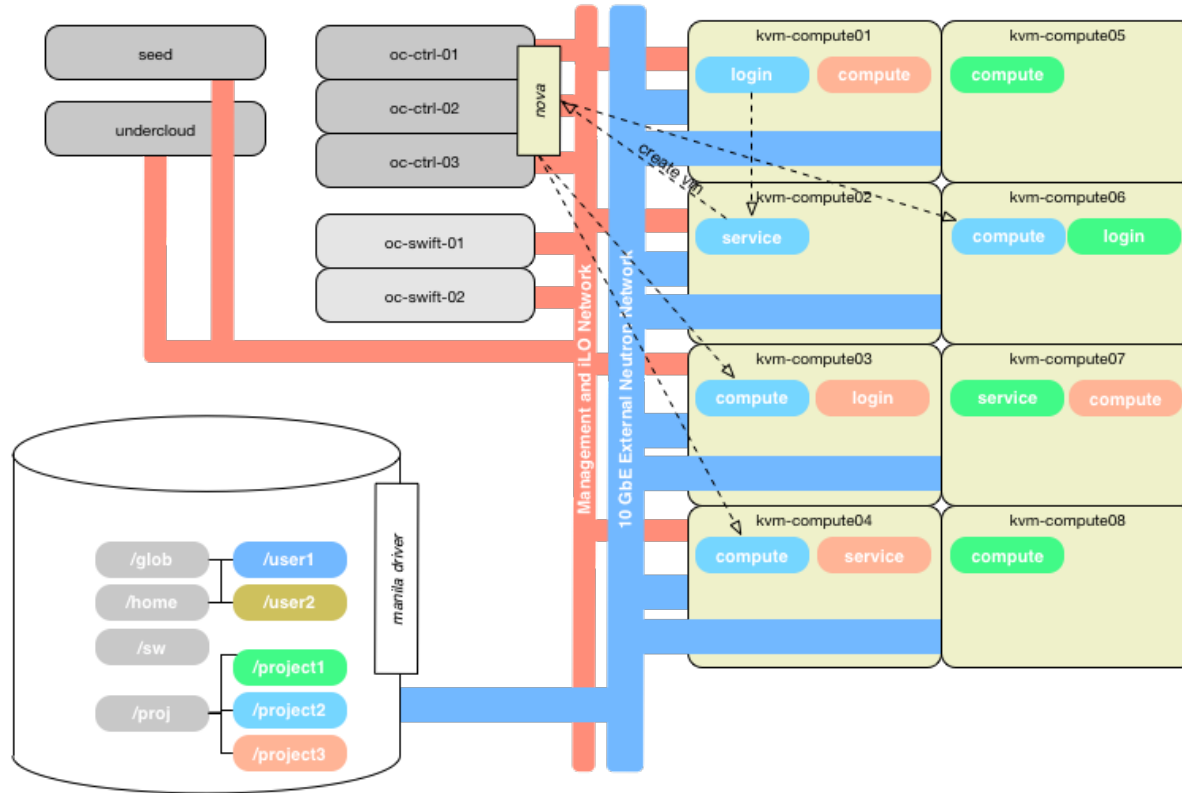 seed
undercloud
oc-ctrl-01
oc-ctrl-02
oc-ctrl-03
nova
oc-swift-01
oc-swift-02
Management and iLO Network
10 GbE External Neutron Network
create vm
kvm-compute01
login
compute
kvm-compute05
compute
kvm-compute02
service
kvm-compute06
compute
login
kvm-compute03
compute
login
kvm-compute07
service
compute
kvm-compute04
compute
service
kvm-compute08
compute
/glob
/user1
/home
/user2
/sw
/project1
/proj
/project2
/project3
manila driver